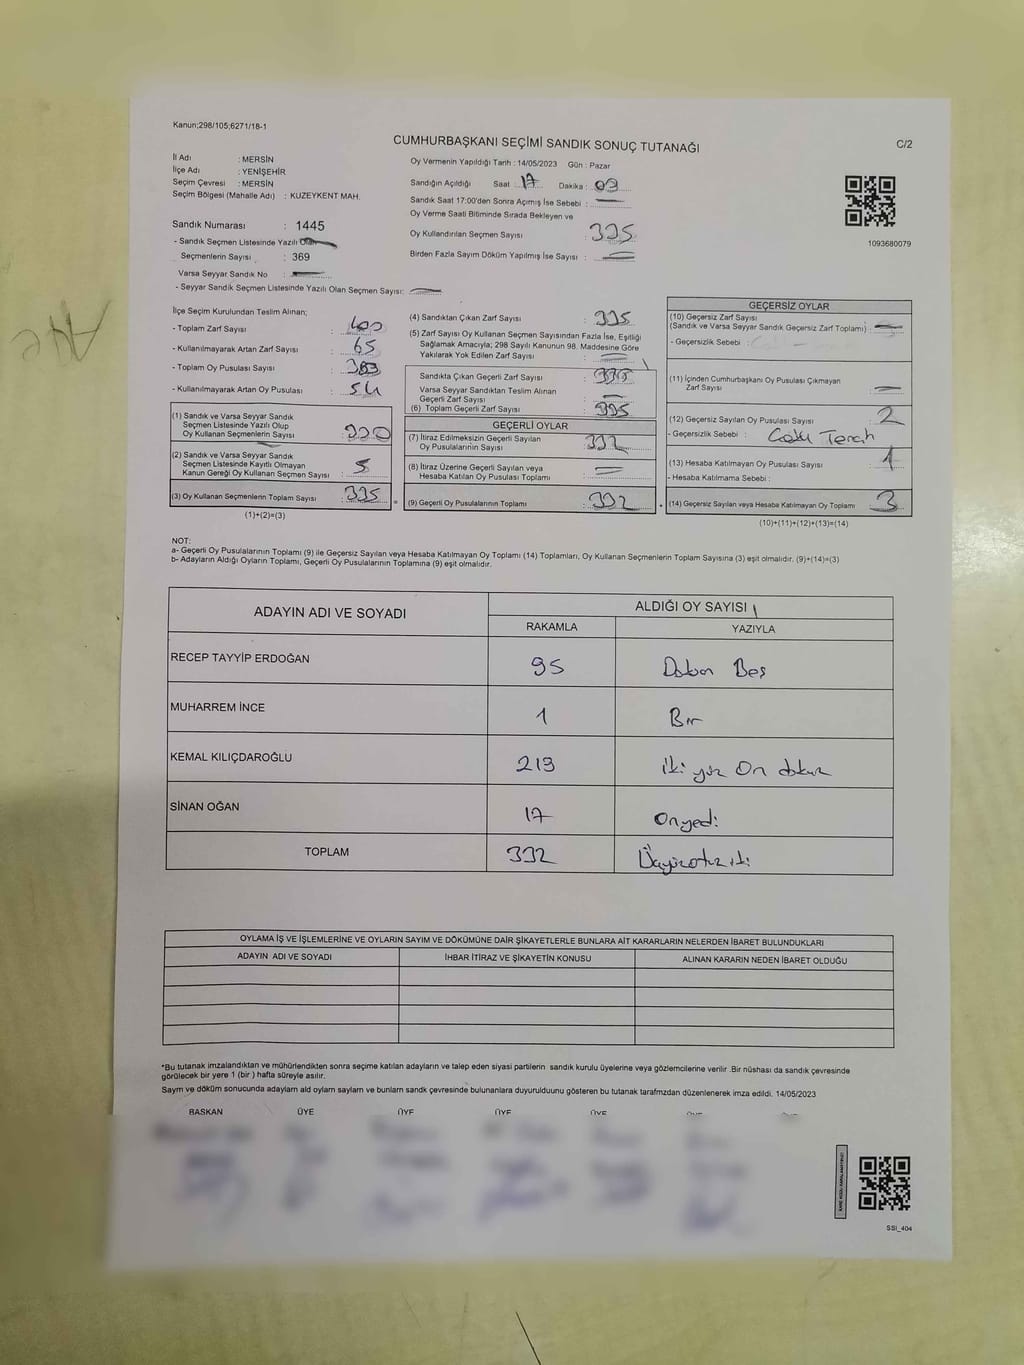 Kanun;298/105;6271/18-1
CUMHURBAŞKANI SEÇİMİ SANDIK SONUÇ TUTANAĞI
C/2
İl Adı : MERSİN
İlçe Adı : YENİŞEHİR
Seçim Çevresi : MERSİN
Seçim Bölgesi (Mahalle Adı) : KUZEYKENT MAH.
Oy Vermenin Yapıldığı Tarih : 14/05/2023 Gün : Pazar
Sandığın Açıldığı Saat : 17 Dakika : 09
Sandık Saat 17:00'den Sonra Açımış İse Sebebi :
Oy Verme Saati Bitiminde Sırada Bekleyen ve
Oy Kullandırılan Seçmen Sayısı : 335
Birden Fazla Sayım Döküm Yapılmış İse Sayısı :
1093680079
Sandık Numarası : 1445
- Sandık Seçmen Listesinde Yazılı Olan
Seçmenlerin Sayısı : 369
Varsa Seyyar Sandık No :
- Seyyar Sandık Seçmen Listesinde Yazılı Olan Seçmen Sayısı:
İlçe Seçim Kurulundan Teslim Alınan;
- Toplam Zarf Sayısı : 400
- Kullanılmayarak Artan Zarf Sayısı : 65
- Toplam Oy Pusulası Sayısı :
- Kullanılmayarak Artan Oy Pusulası : 54
(1) Sandık ve Varsa Seyyar Sandık
Seçmen Listesinde Yazılı Olup
Oy Kullanan Seçmenlerin Sayısı : 330
(2) Sandık ve Varsa Seyyar Sandık
Seçmen Listesinde Kayıtlı Olmayan
Kanun Gereği Oy Kullanan Seçmen Sayısı : 5
(3) Oy Kullanan Seçmenlerin Toplam Sayısı : 335
(1)+(2)=(3)
(4) Sandıktan Çıkan Zarf Sayısı : 335
(5) Zarf Sayısı Oy Kullanan Seçmen Sayısından Fazla İse, Eşitliği
Sağlamak Amacıyla; 298 Sayılı Kanunun 98. Maddesine Göre
Yakılarak Yok Edilen Zarf Sayısı :
Sandıkta Çıkan Geçerli Zarf Sayısı : 335
Varsa Seyyar Sandıktan Teslim Alınan
Geçerli Zarf Sayısı :
(6) Toplam Geçerli Zarf Sayısı : 335
GEÇERLİ OYLAR
(7) İtiraz Edilmeksizin Geçerli Sayılan
Oy Pusulalarının Sayısı : 332
(8) İtiraz Üzerine Geçerli Sayılan veya
Hesaba Katılan Oy Pusulası Toplamı :
(9) Geçerli Oy Pusulalarının Toplamı : 332
GEÇERSİZ OYLAR
(10) Geçersiz Zarf Sayısı
(Sandık ve Varsa Seyyar Sandık Geçersiz Zarf Toplamı) :
- Geçersizlik Sebebi :
(11) İçinden Cumhurbaşkanı Oy Pusulası Çıkmayan
Zarf Sayısı :
(12) Geçersiz Sayılan Oy Pusulası Sayısı : 2
- Geçersizlik Sebebi : Çoklu Tercih
(13) Hesaba Katılmayan Oy Pusulası Sayısı : 1
- Hesaba Katılmama Sebebi :
(14) Geçersiz Sayılan veya Hesaba Katılmayan Oy Toplamı : 3
(10)+(11)+(12)+(13)=(14)
NOT:
a- Geçerli Oy Pusulalarının Toplamı (9) ile Geçersiz Sayılan veya Hesaba Katılmayan Oy Toplamı (14) Toplamları, Oy Kullanan Seçmenlerin Toplam Sayısına (3) eşit olmalıdır. (9)+(14)=(3)
b- Adayların Aldığı Oyların Toplamı, Geçerli Oy Pusulalarının Toplamına (9) eşit olmalıdır.
ADAYIN ADI VE SOYADI
ALDIĞI OY SAYISI
RAKAMLA YAZIYLA
RECEP TAYYİP ERDOĞAN 95 Doksan Beş
MUHARREM İNCE 1 Bir
KEMAL KILIÇDAROĞLU 219 İki yüz On dokuz
SİNAN OĞAN 17 Onyedi
TOPLAM 332 Üçyüzotuziki
OYLAMA İŞ VE İŞLEMLERİNE VE OYLARIN SAYIM VE DÖKÜMÜNE DAİR ŞİKAYETLERLE BUNLARA AİT KARARLARIN NELERDEN İBARET BULUNDUKLARI
ADAYIN ADI VE SOYADI İHBAR İTİRAZ VE ŞİKAYETİN KONUSU ALINAN KARARIN NEDEN İBARET OLDUĞU
*Bu tutanak imzalandıktan ve mühürlendikten sonra seçime katılan adayların ve talep eden siyasi partilerin sandık kurulu üyelerine veya gözlemcilerine verilir .Bir nüshası da sandık çevresinde
görülecek bir yere 1 (bir ) hafta süreyle asılır.
Sayım ve döküm sonucunda adaylarn ald oylarn saylarn ve bunlarn sandk çevresinde bulunanlara duyurulduunu gösteren bu tutanak tarafmzdan düzenlenerek imza edildi. 14/05/2023
BAŞKAN ÜYE ÜYE ÜYE ÜYE
SSI_404